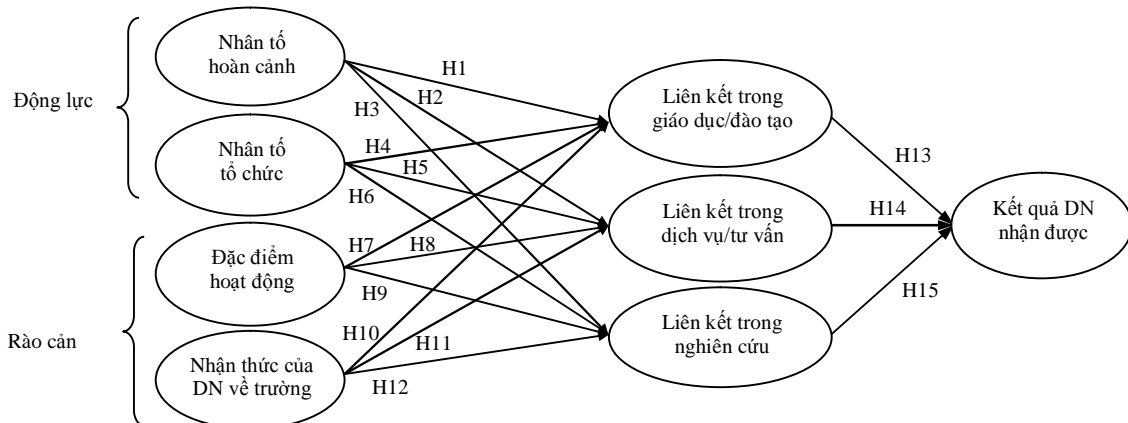 Động lực
Nhân tố
hoàn cảnh
Nhân tố
tổ chức
Rào cản
Đặc điểm
hoạt động
Nhận thức của
DN về trường
H1
H2
H3
H4
H5
H6
H7
H8
H9
H10
H11
H12
Liên kết trong
giáo dục/đào tạo
Liên kết trong
dịch vụ/tư vấn
Liên kết trong
nghiên cứu
H13
H14
H15
Kết quả DN
nhận được